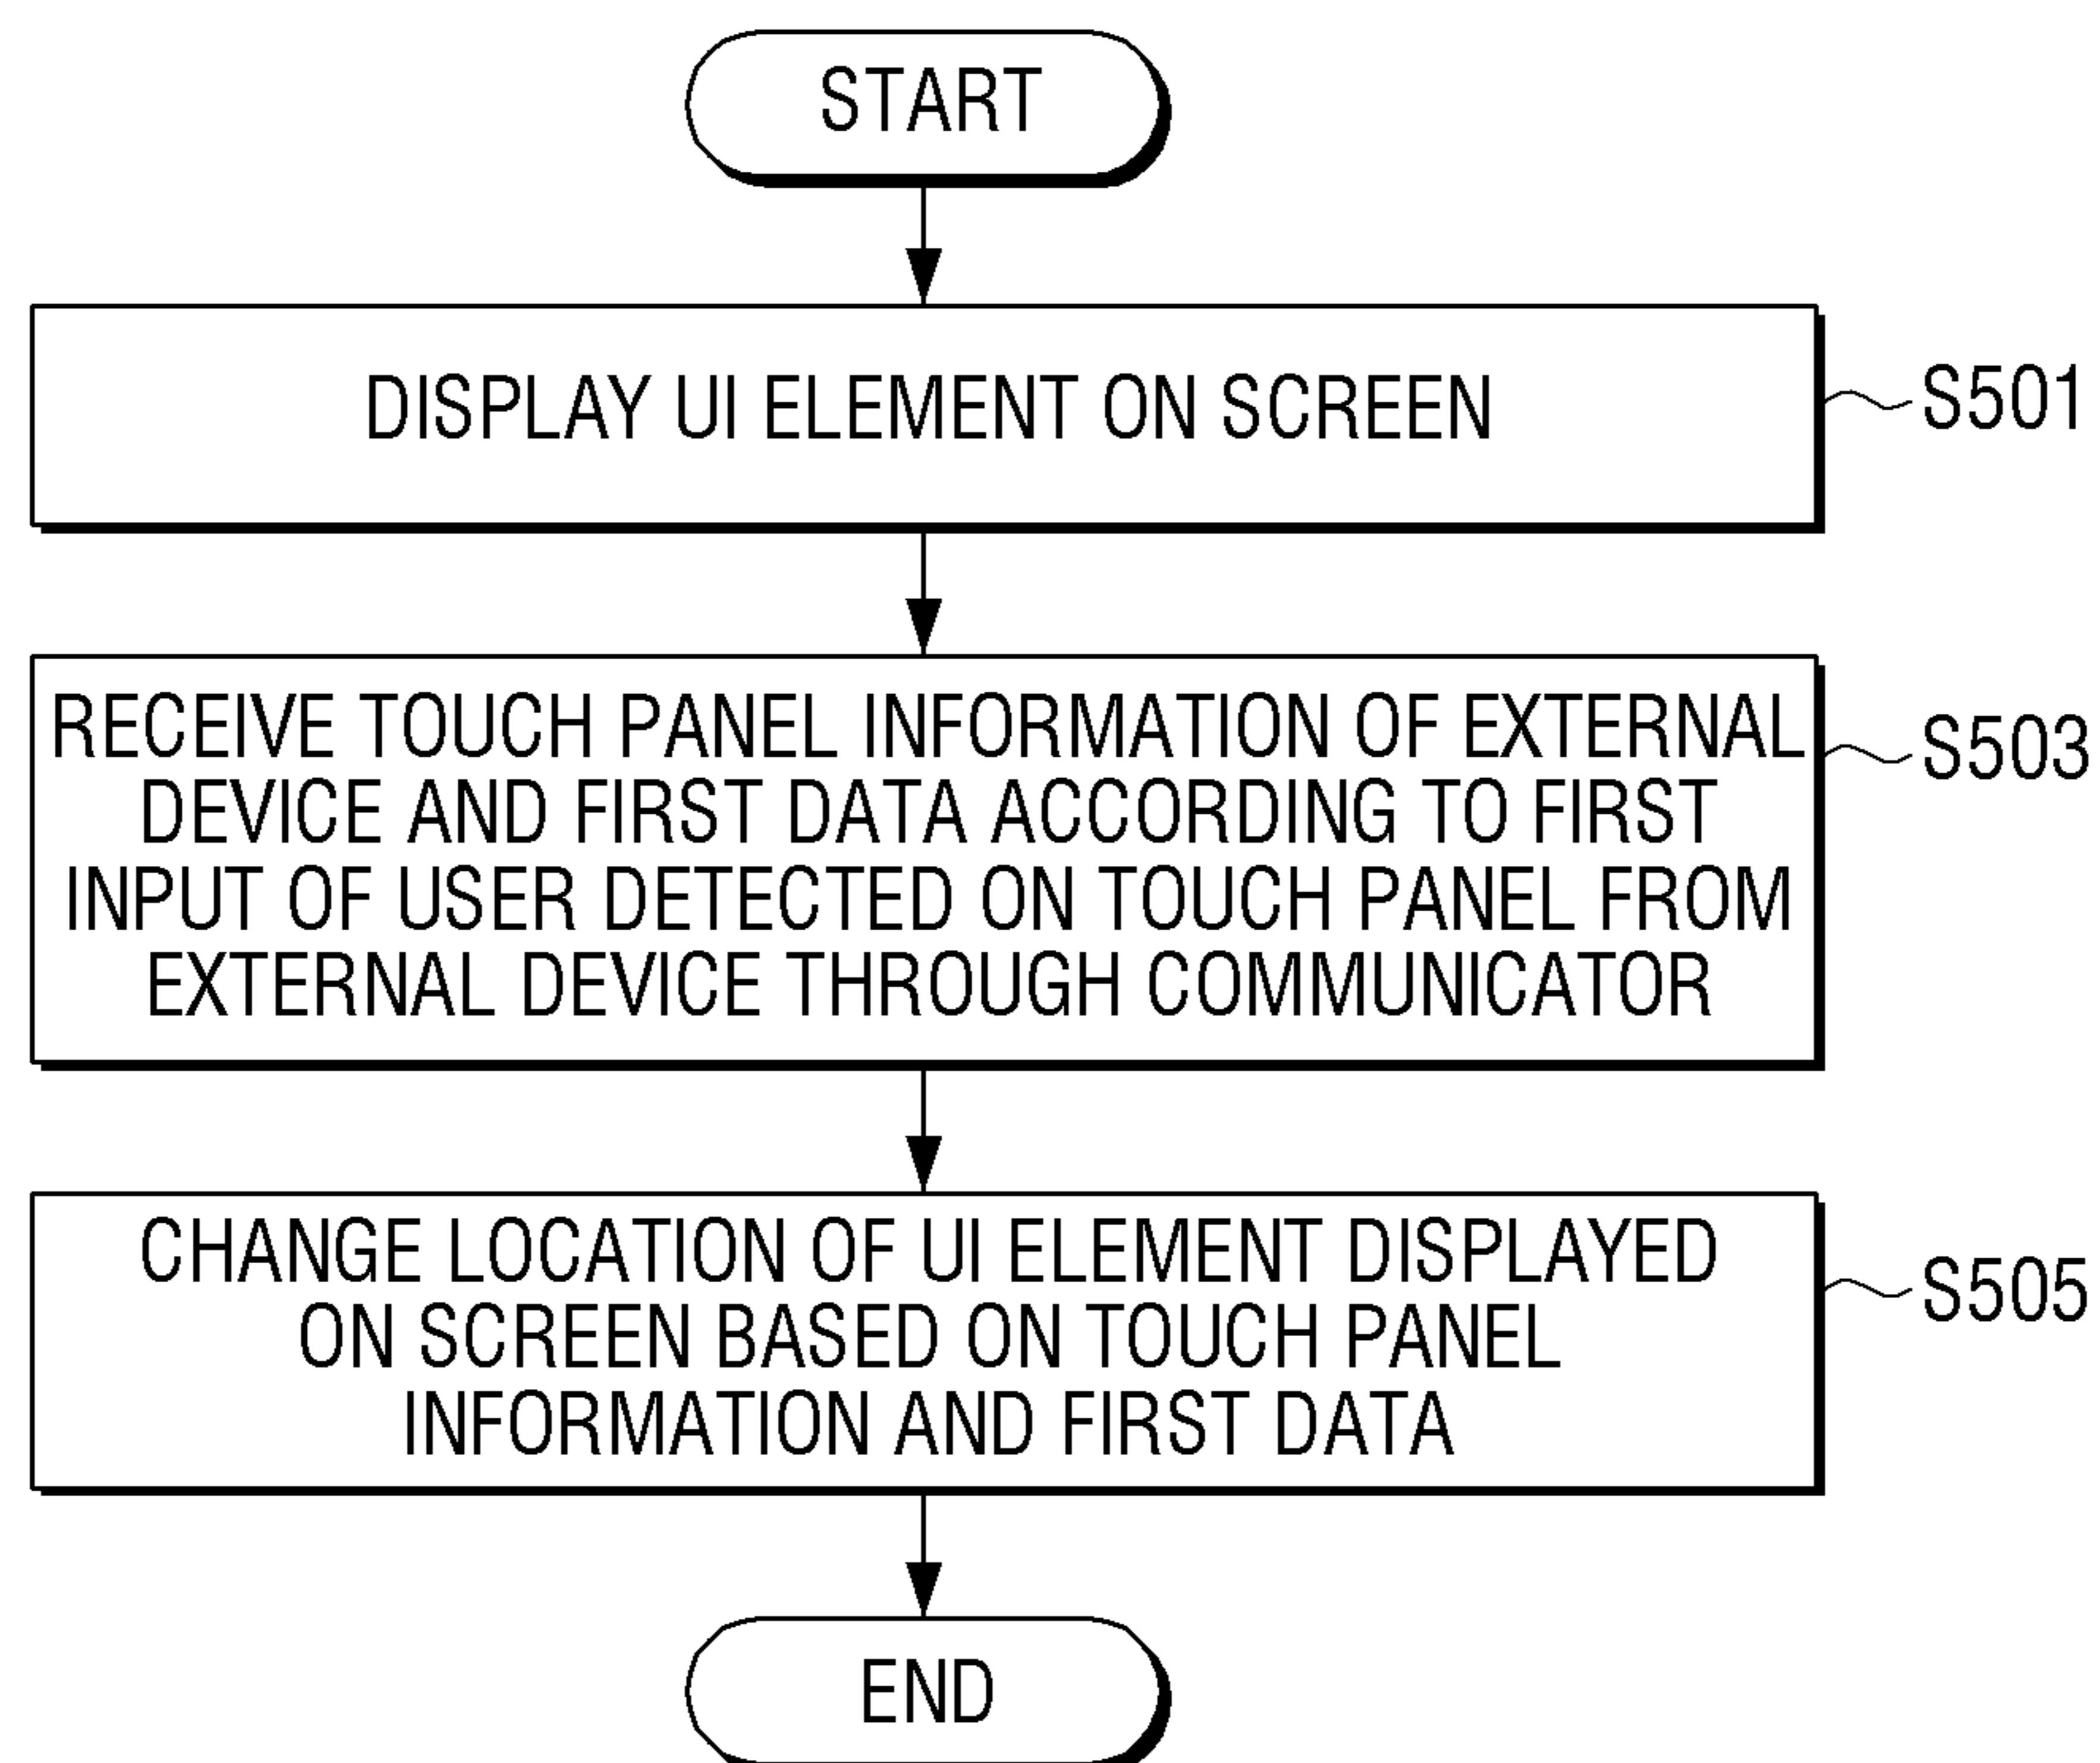 START
DISPLAY UI ELEMENT ON SCREEN
S501
RECEIVE TOUCH PANEL INFORMATION OF EXTERNAL
DEVICE AND FIRST DATA ACCORDING TO FIRST
INPUT OF USER DETECTED ON TOUCH PANEL FROM
EXTERNAL DEVICE THROUGH COMMUNICATOR
S503
CHANGE LOCATION OF UI ELEMENT DISPLAYED
ON SCREEN BASED ON TOUCH PANEL
INFORMATION AND FIRST DATA
S505
END